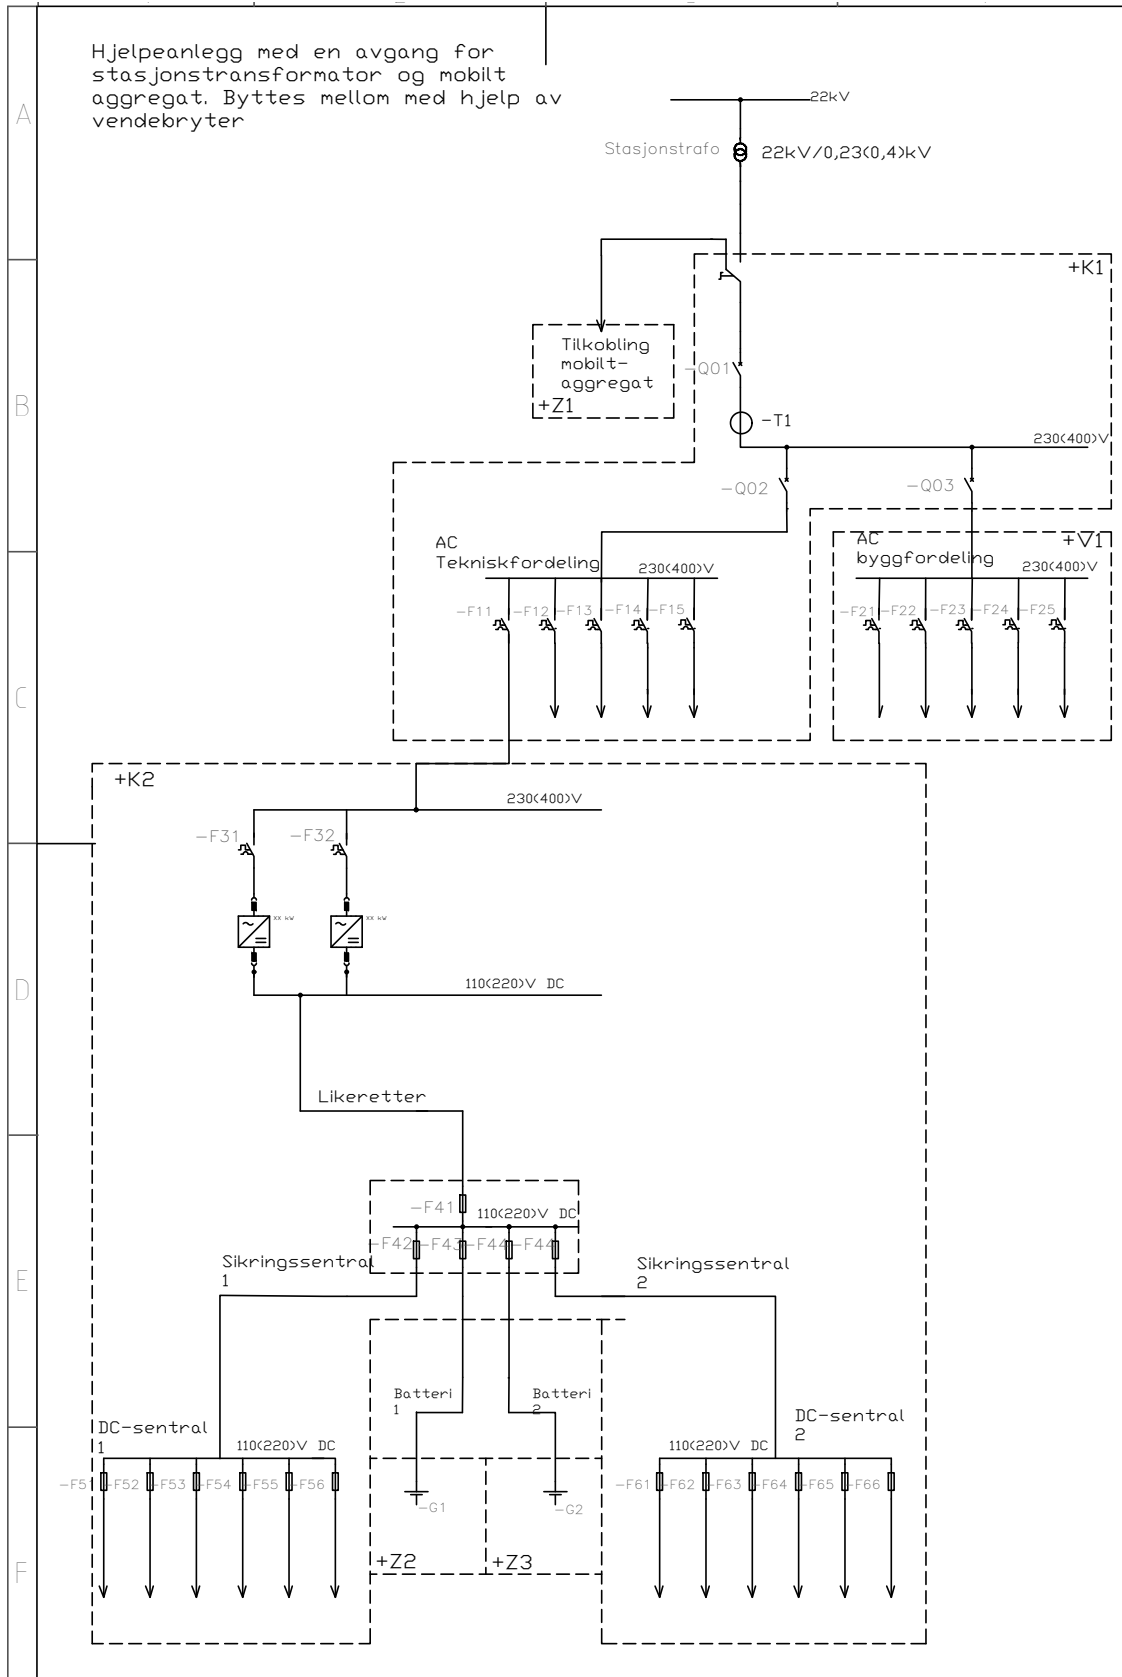 Hjelpeanlegg med en avgang for
stasjonstransformator og mobilt
aggregat. Byttes mellom med hjelp av
vendebryter
A
22kV
Stasjonstrafo
22kV/0,23(0,4)kV
+K1
Tilkobling
mobilt-
aggregat
+Z1
-Q01
B
-T1
230(400)V
-Q02
-Q03
AC
Tekniskfordeling
230(400)V
AC
byggfordeling
+V1
230(400)V
-F11
-F12
-F13
-F14
-F15
-F21
-F22
-F23
-F24
-F25
C
+K2
230(400)V
-F31
-F32
xx kW
xx kW
D
110(220)V DC
Likeretter
-F41
110(220)V DC
-F42
-F43
-F44
-F44
E
Sikringssentral
1
Sikringssentral
2
Batteri
1
Batteri
2
DC-sentral
1
110(220)V DC
DC-sentral
2
110(220)V DC
-F51
-F52
-F53
-F54
-F55
-F56
-G1
-G2
-F61
-F62
-F63
-F64
-F65
-F66
+Z2
+Z3
F